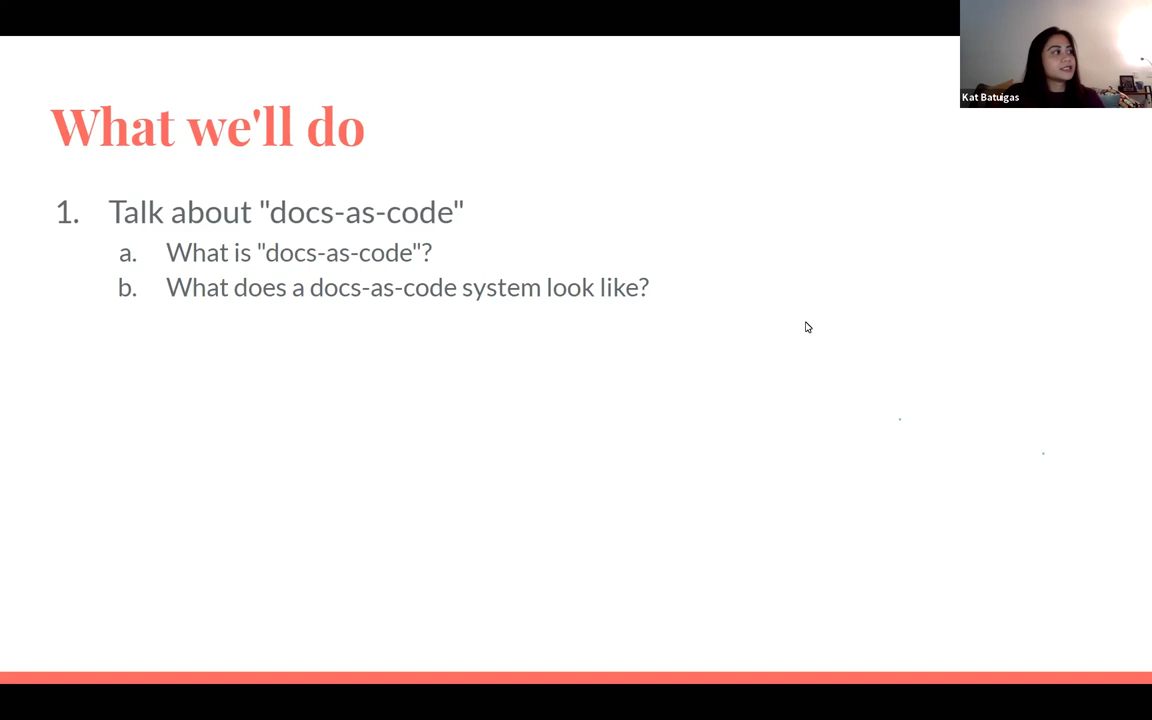 What we'll do
1. Talk about "docs-as-code"
a. What is "docs-as-code"?
b. What does a docs-as-code system look like?
Kat Batuigas